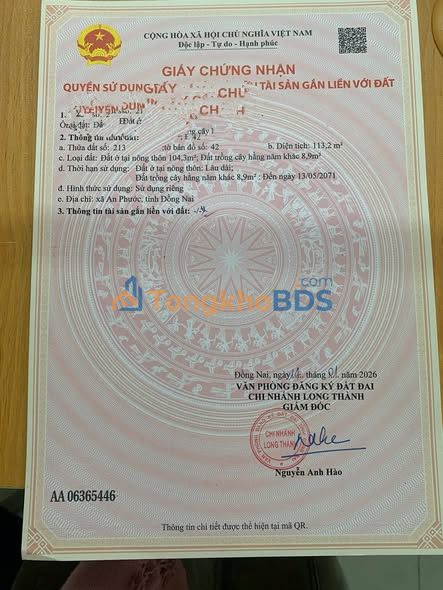 CỘNG HÒA XÃ HỘI CHỦ NGHĨA VIỆT NAM
Độc lập - Tự do - Hạnh phúc
GIẤY CHỨNG NHẬN
QUYỀN SỬ DỤNG GIẤY CHỨ TÀI SẢN GẮN LIỀN VỚI ĐẤT
2. Thông tin
a. Thửa đất số: 213 tờ bản đồ số: 42 b. Diện tích: 113,2 m²
c. Loại đất: Đất ở tại nông thôn 104,3m²; Đất trồng cây hằng năm khác 8,9m²
d. Thời hạn sử dụng: Đất ở tại nông thôn: Lâu dài;
Đất trồng cây hằng năm khác 8,9m²: Đến ngày 13/05/2071
đ. Hình thức sử dụng: Sử dụng riêng
e. Địa chỉ: xã An Phước, tỉnh Đồng Nai
3. Thông tin tài sản gắn liền với đất: -/-
TongkhoBDS.com
Đồng Nai, ngày tháng 01 năm 2026
VĂN PHÒNG ĐĂNG KÝ ĐẤT ĐAI
CHI NHÁNH LONG THÀNH
GIÁM ĐỐC
CHI NHÁNH
LONG THÀNH
Nguyễn Anh Hào
AA 06365446
Thông tin chi tiết được thể hiện tại mã QR.